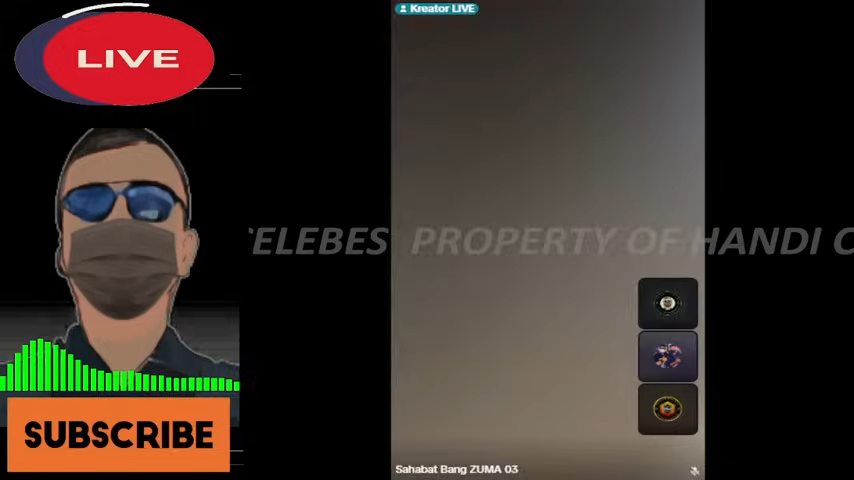 LIVE
Kreator LIVE
ELEBES PROPERTY OF HANDI C
SUBSCRIBE
Sahabat Bang ZUMA 03